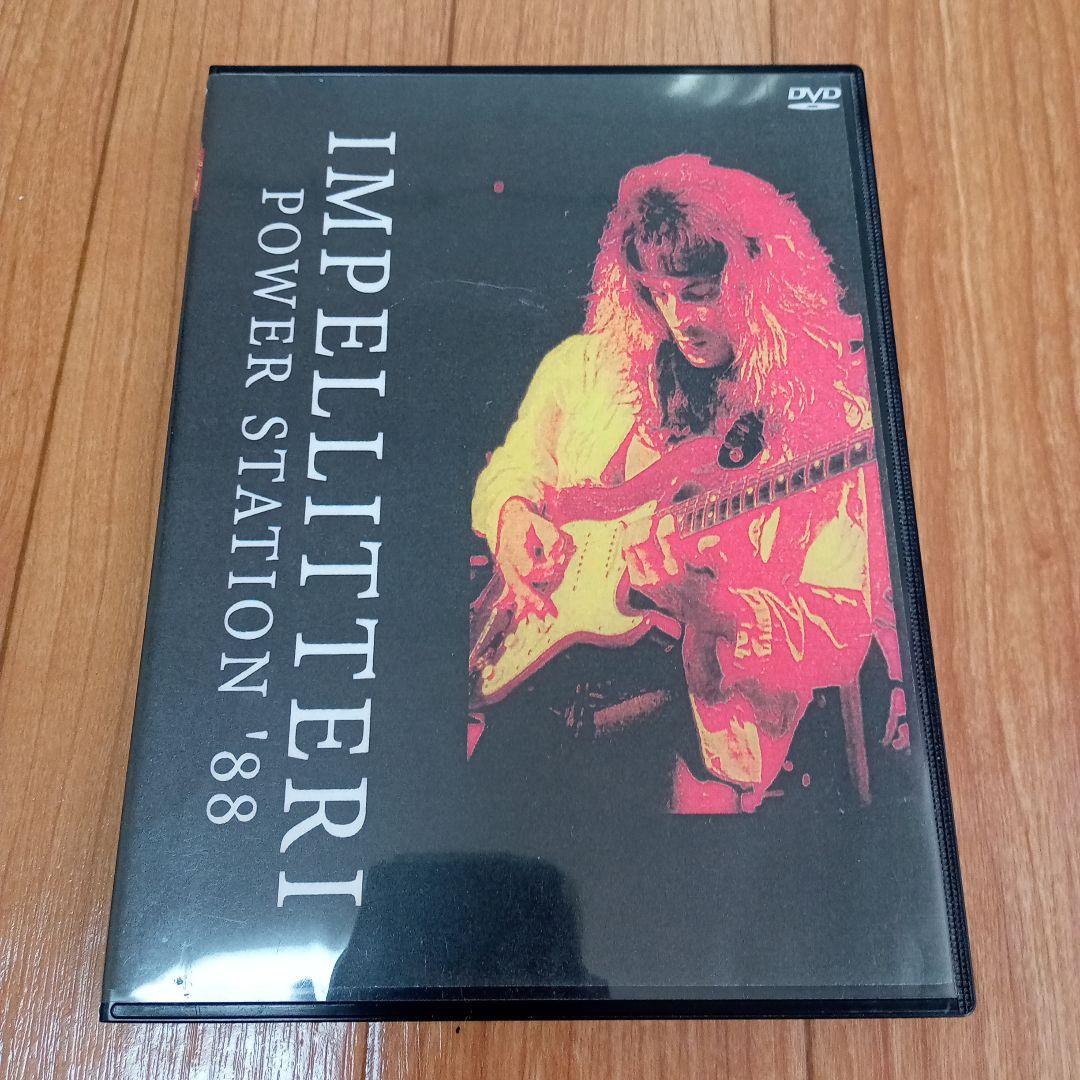 IMPELLITTERI
POWER STATION '88
DVD